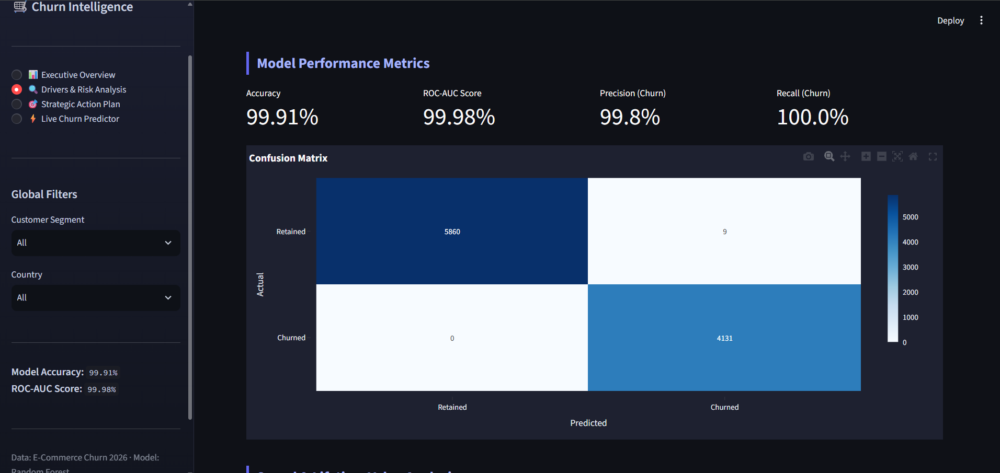 Churn Intelligence
Executive Overview
Drivers & Risk Analysis
Strategic Action Plan
Live Churn Predictor
Global Filters
Customer Segment
All
Country
All
Model Accuracy: 99.91%
ROC-AUC Score: 99.98%
Data: E-Commerce Churn 2026 · Model:
Random Forest
Deploy
Model Performance Metrics
Accuracy
99.91%
ROC-AUC Score
99.98%
Precision (Churn)
99.8%
Recall (Churn)
100.0%
Confusion Matrix
Actual
Retained
5860
9
Churned
0
4131
Retained
Churned
Predicted
5000
4000
3000
2000
1000
0